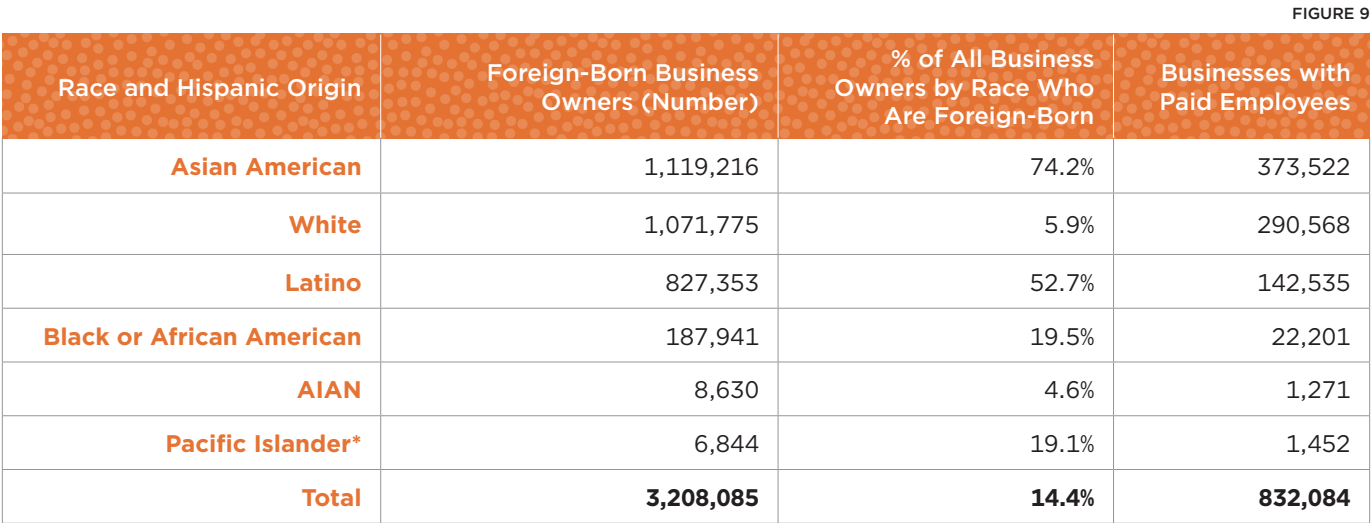 FIGURE 9
Race and Hispanic Origin
Foreign-Born Business
Owners (Number)
% of All Business
Owners by Race Who
Are Foreign-Born
Businesses with
Paid Employees
Asian American 1,119,216 74.2% 373,522
White 1,071,775 5.9% 290,568
Latino 827,353 52.7% 142,535
Black or African American 187,941 19.5% 22,201
AIAN 8,630 4.6% 1,271
Pacific Islander* 6,844 19.1% 1,452
Total 3,208,085 14.4% 832,084